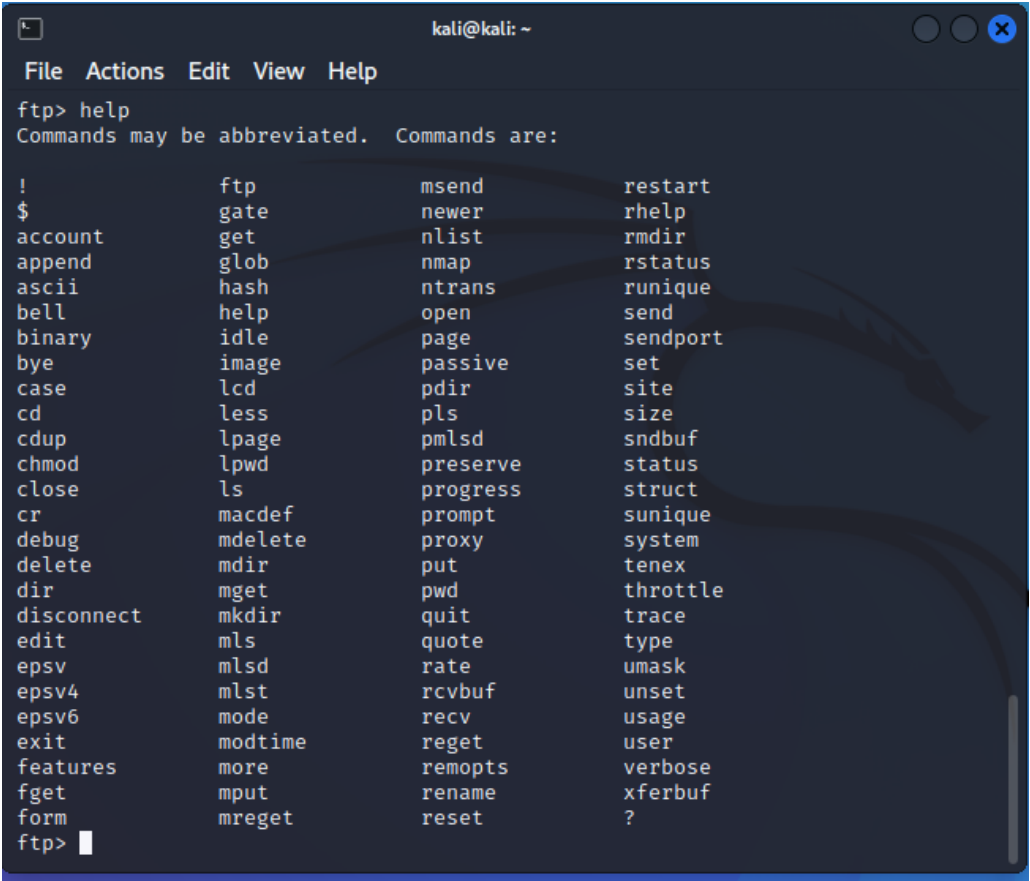 kali@kali: ~
File Actions Edit View Help
ftp> help
Commands may be abbreviated.  Commands are:
! ftp msend restart
$ gate newer rhelp
account get nlist rmdir
append glob nmap rstatus
ascii hash ntrans runique
bell help open send
binary idle page sendport
bye image passive set
case lcd pdir site
cd less pls size
cdup lpage pmlsd sndbuf
chmod lpwd preserve status
close ls progress struct
cr macdef prompt sunique
debug mdelete proxy system
delete mdir put tenex
dir mget pwd throttle
disconnect mkdir quit trace
edit mls quote type
epsv mlsd rate umask
epsv4 mlst rcvbuf unset
epsv6 mode recv usage
exit modtime reget user
features more remopts verbose
fget mput rename xferbuf
form mreget reset ?
ftp>